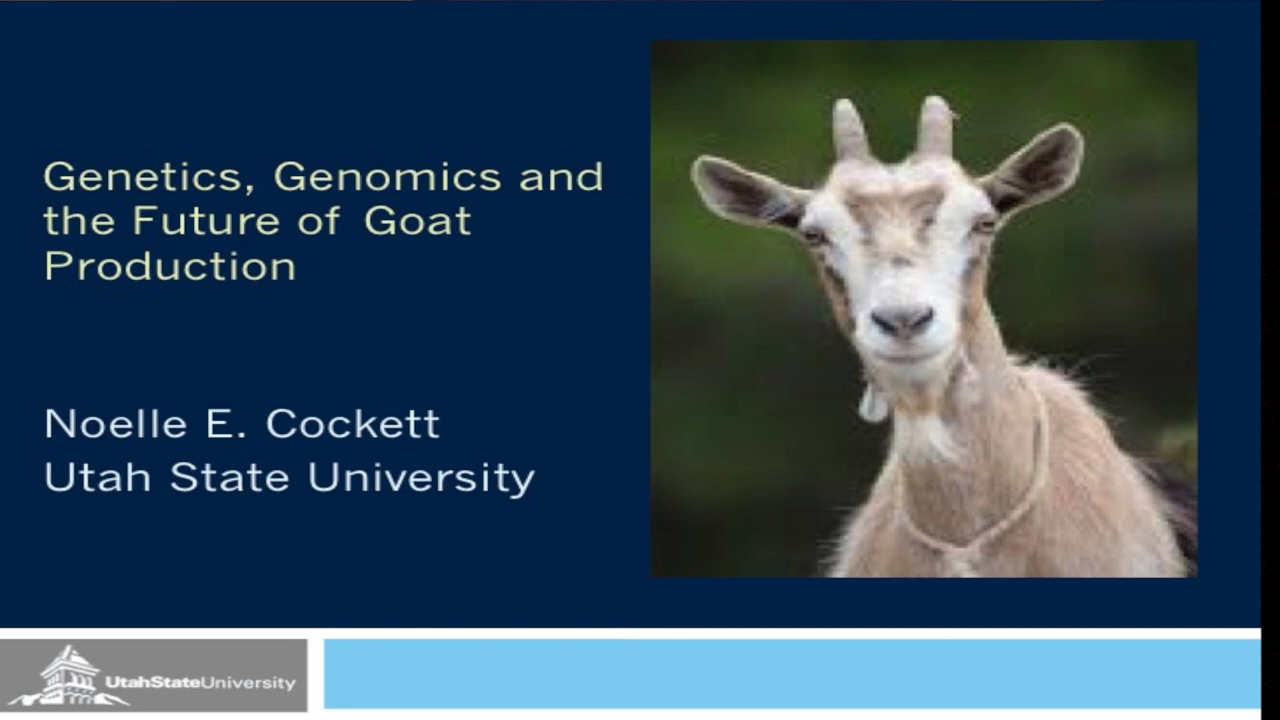 Genetics, Genomics and
the Future of Goat
Production
Noelle E. Cockett
Utah State University
UtahStateUniversity